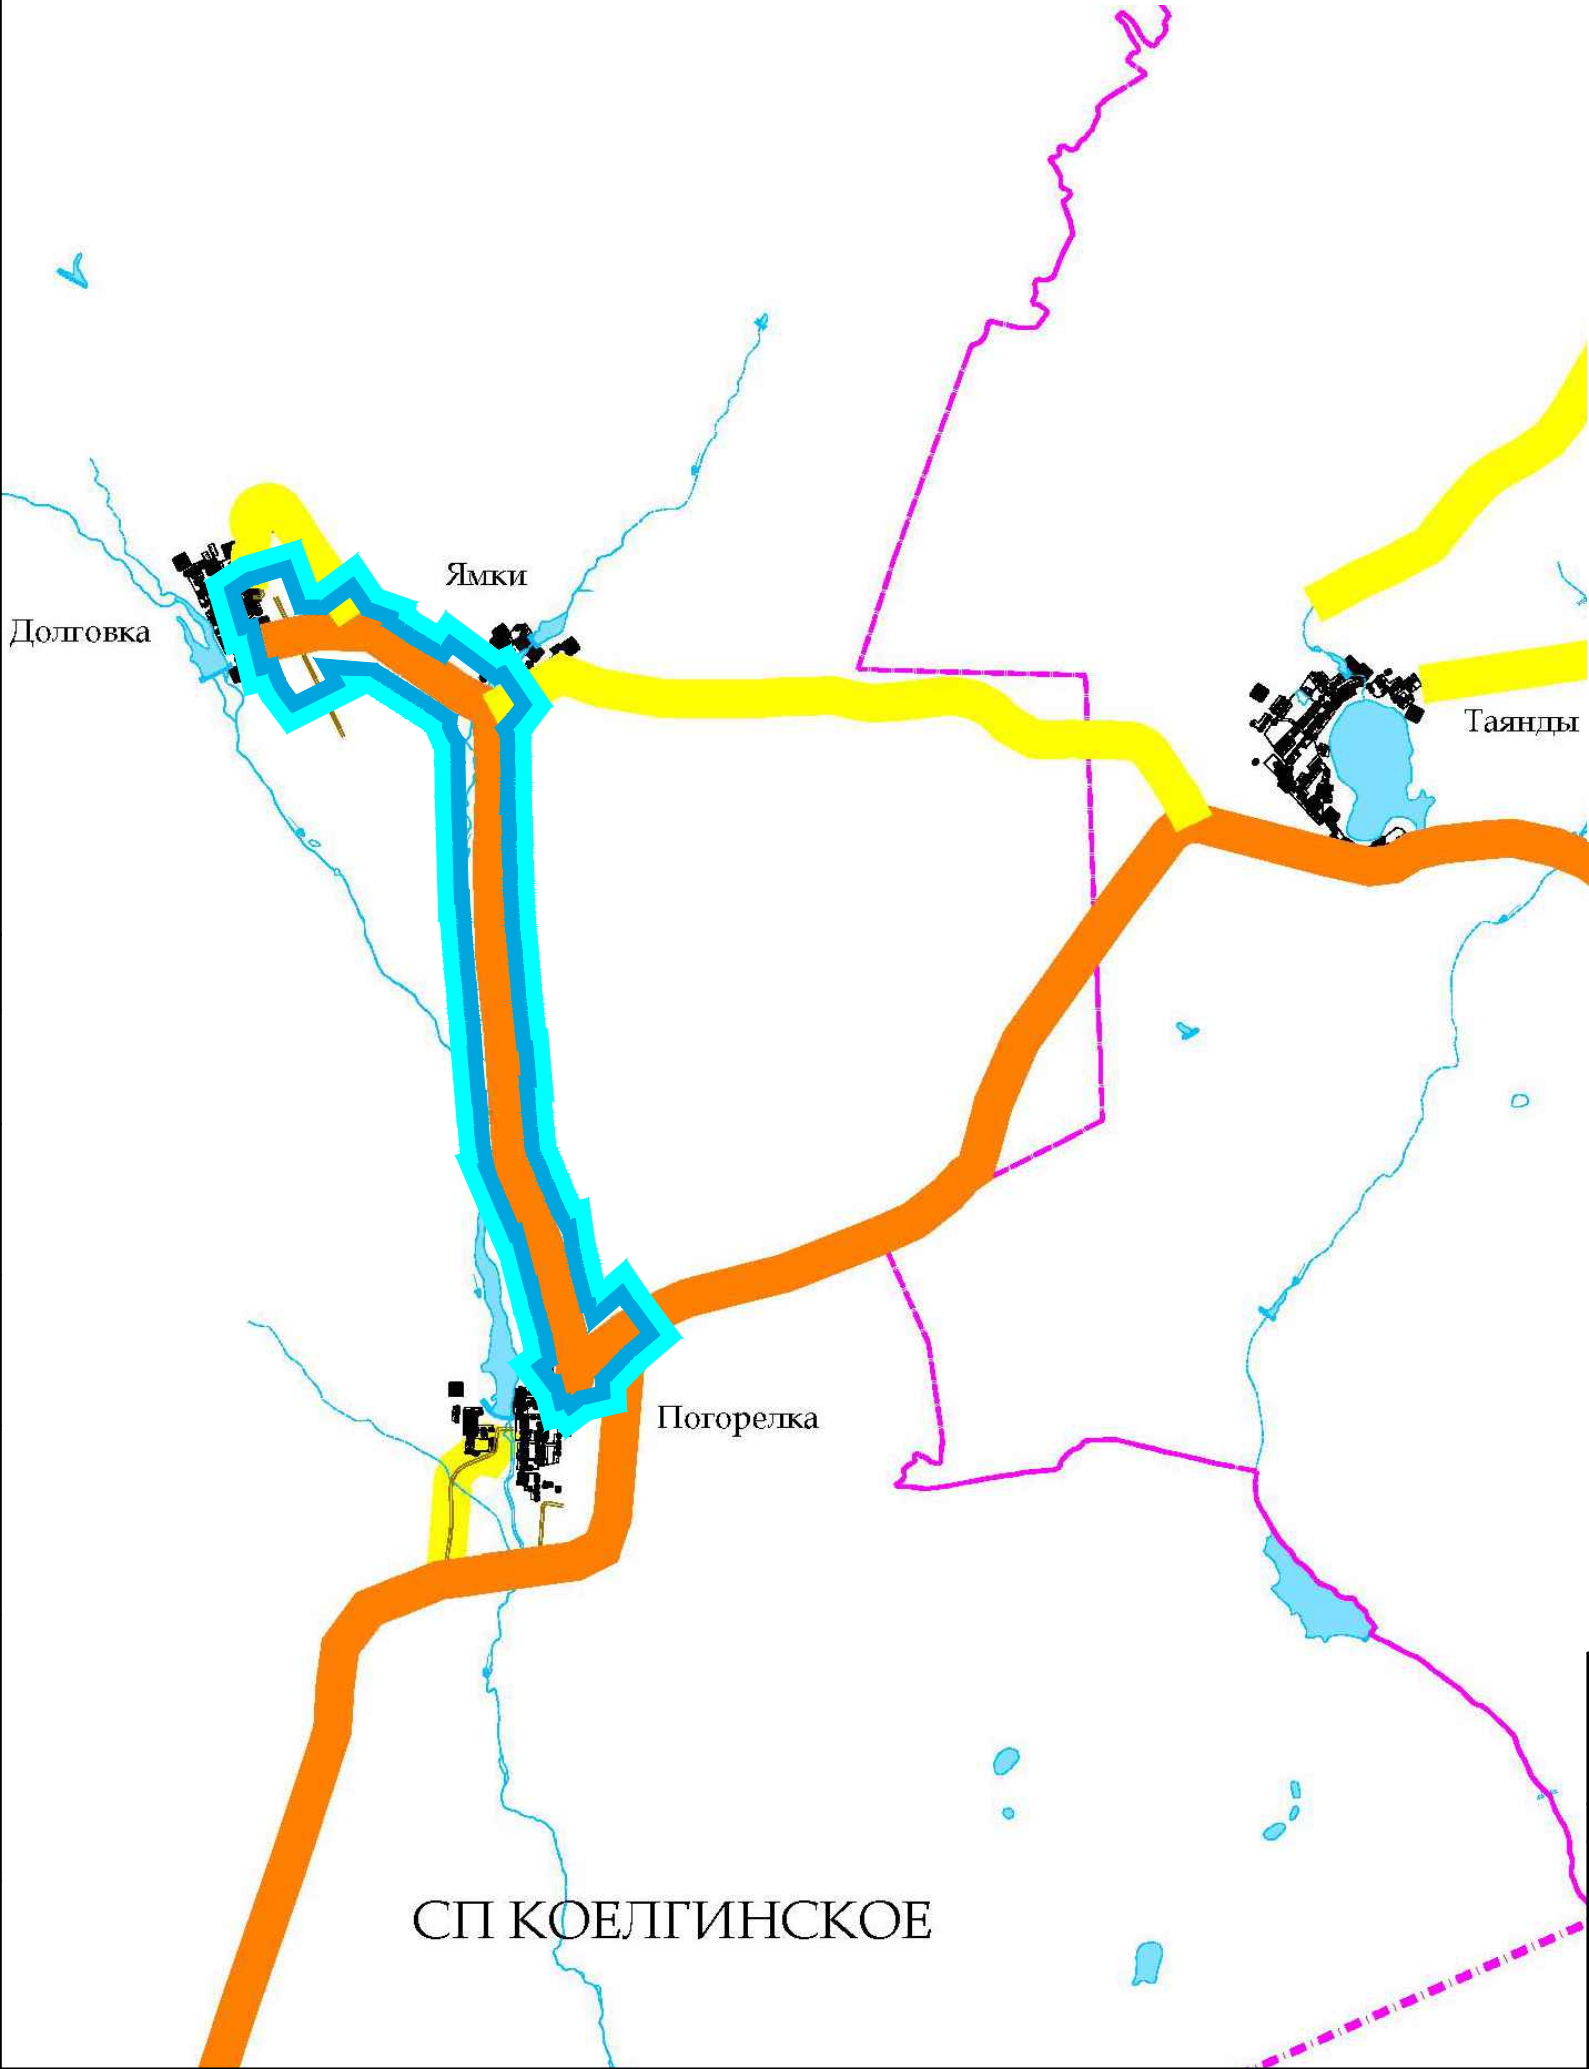 Ямки
Долговка
Таянды
Погорелка
СП КОЕЛГИНСКОЕ